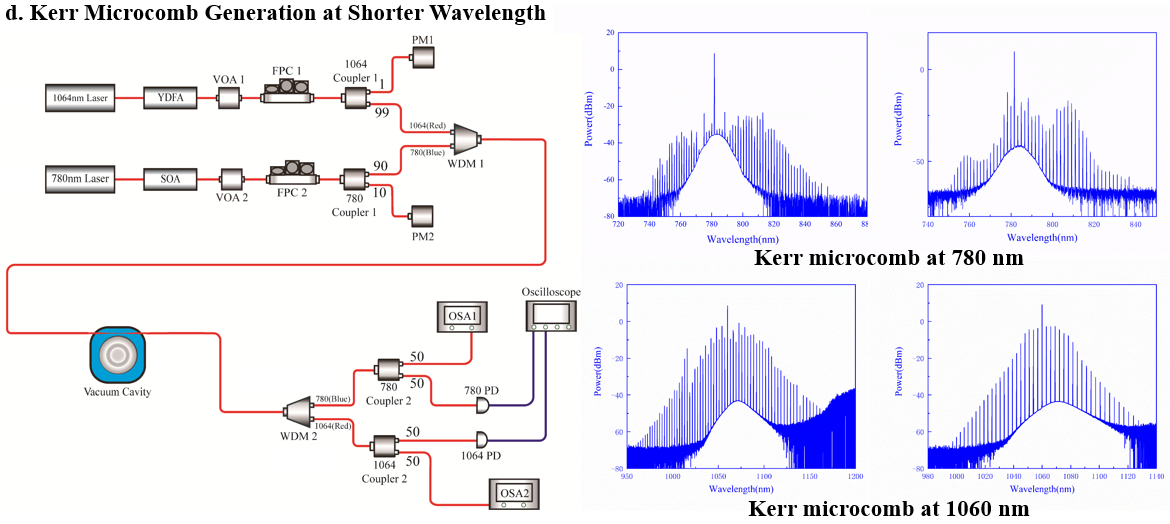 d. Kerr Microcomb Generation at Shorter Wavelength
PM1
1064
Coupler 1
FPC 1
VOA 1
1064nm Laser
YDFA
1
99
1064(Red)
780(Blue)
WDM 1
90
10
780nm Laser
SOA
VOA 2
FPC 2
780
Coupler 1
PM2
Vacuum Cavity
OSA1
Oscilloscope
50
50
780
Coupler 2
780 PD
780(Blue)
1064(Red)
WDM 2
50
50
1064
Coupler 2
1064 PD
OSA2
Power(dBm)
20
0
-20
-40
-60
-80
720 740 760 780 800 820 840 860 88
Wavelength(nm)
Power(dBm)
0
-50
740 760 780 800 820 840
Wavelength(nm)
Kerr microcomb at 780 nm
Power(dBm)
20
0
-20
-40
-60
-80
950 1000 1050 1100 1150 1200
Wavelength(nm)
Power(dBm)
20
0
-20
-40
-60
-80
980 1000 1020 1040 1060 1080 1100 1120 1140
Wavelength(nm)
Kerr microcomb at 1060 nm